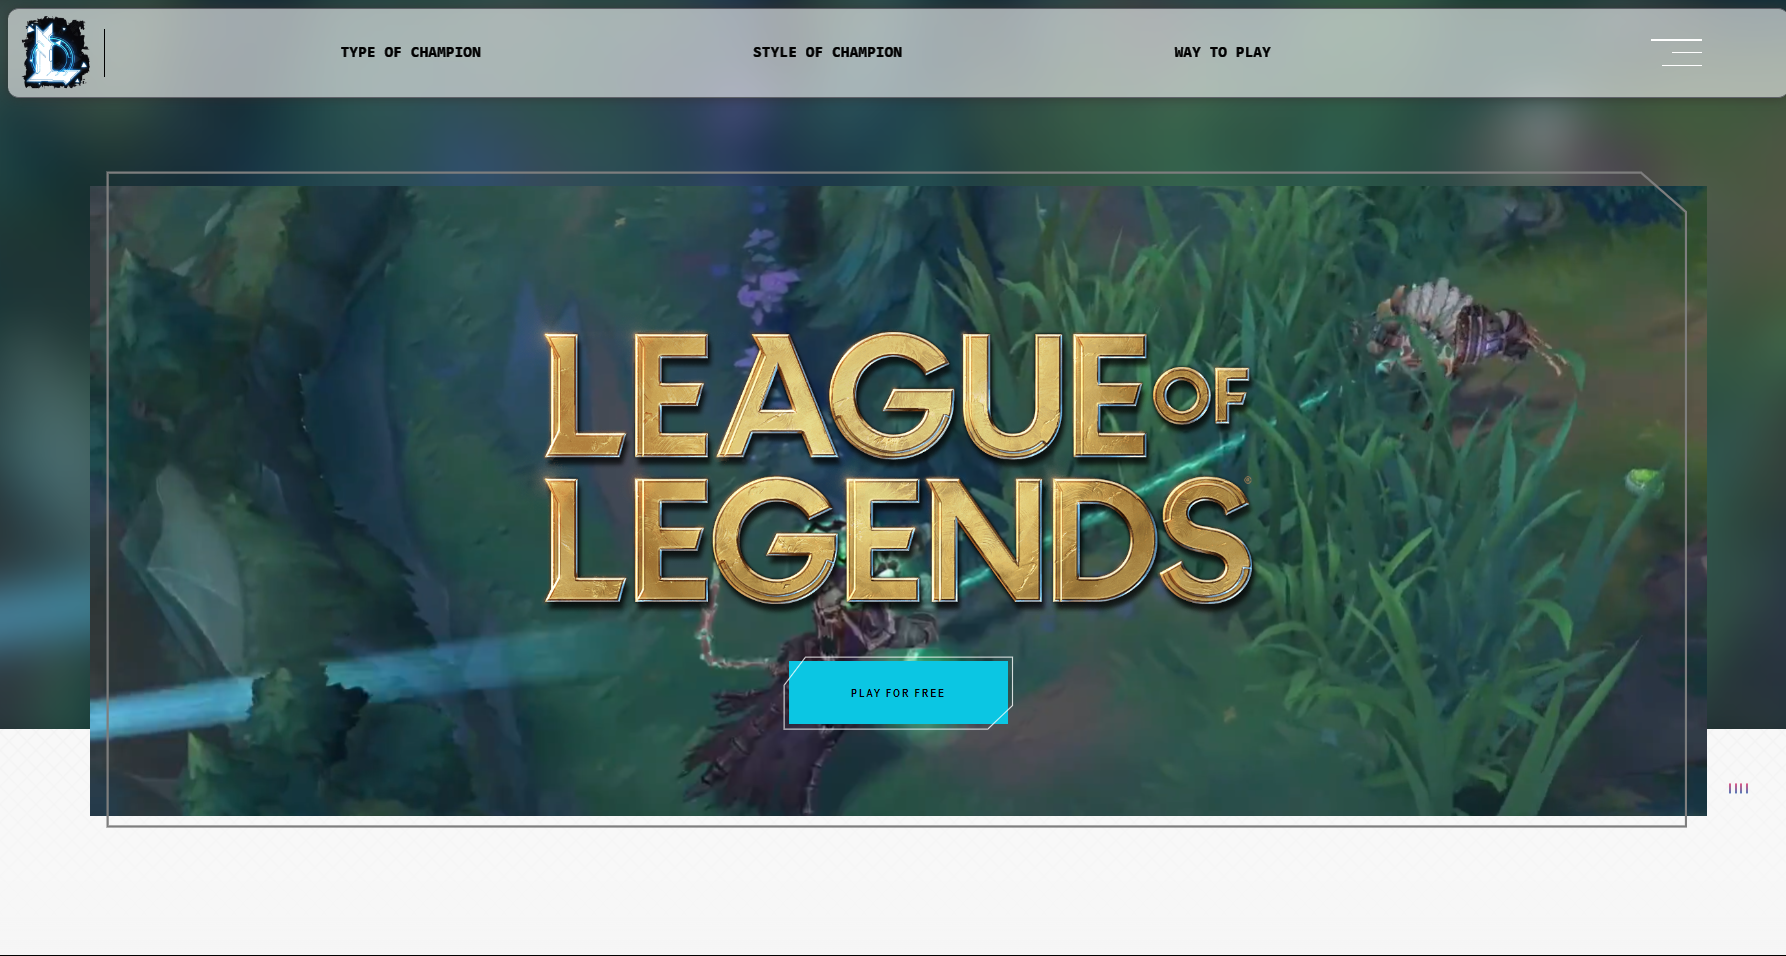 TYPE OF CHAMPION
STYLE OF CHAMPION
WAY TO PLAY
LEAGUE OF
LEGENDS
PLAY FOR FREE